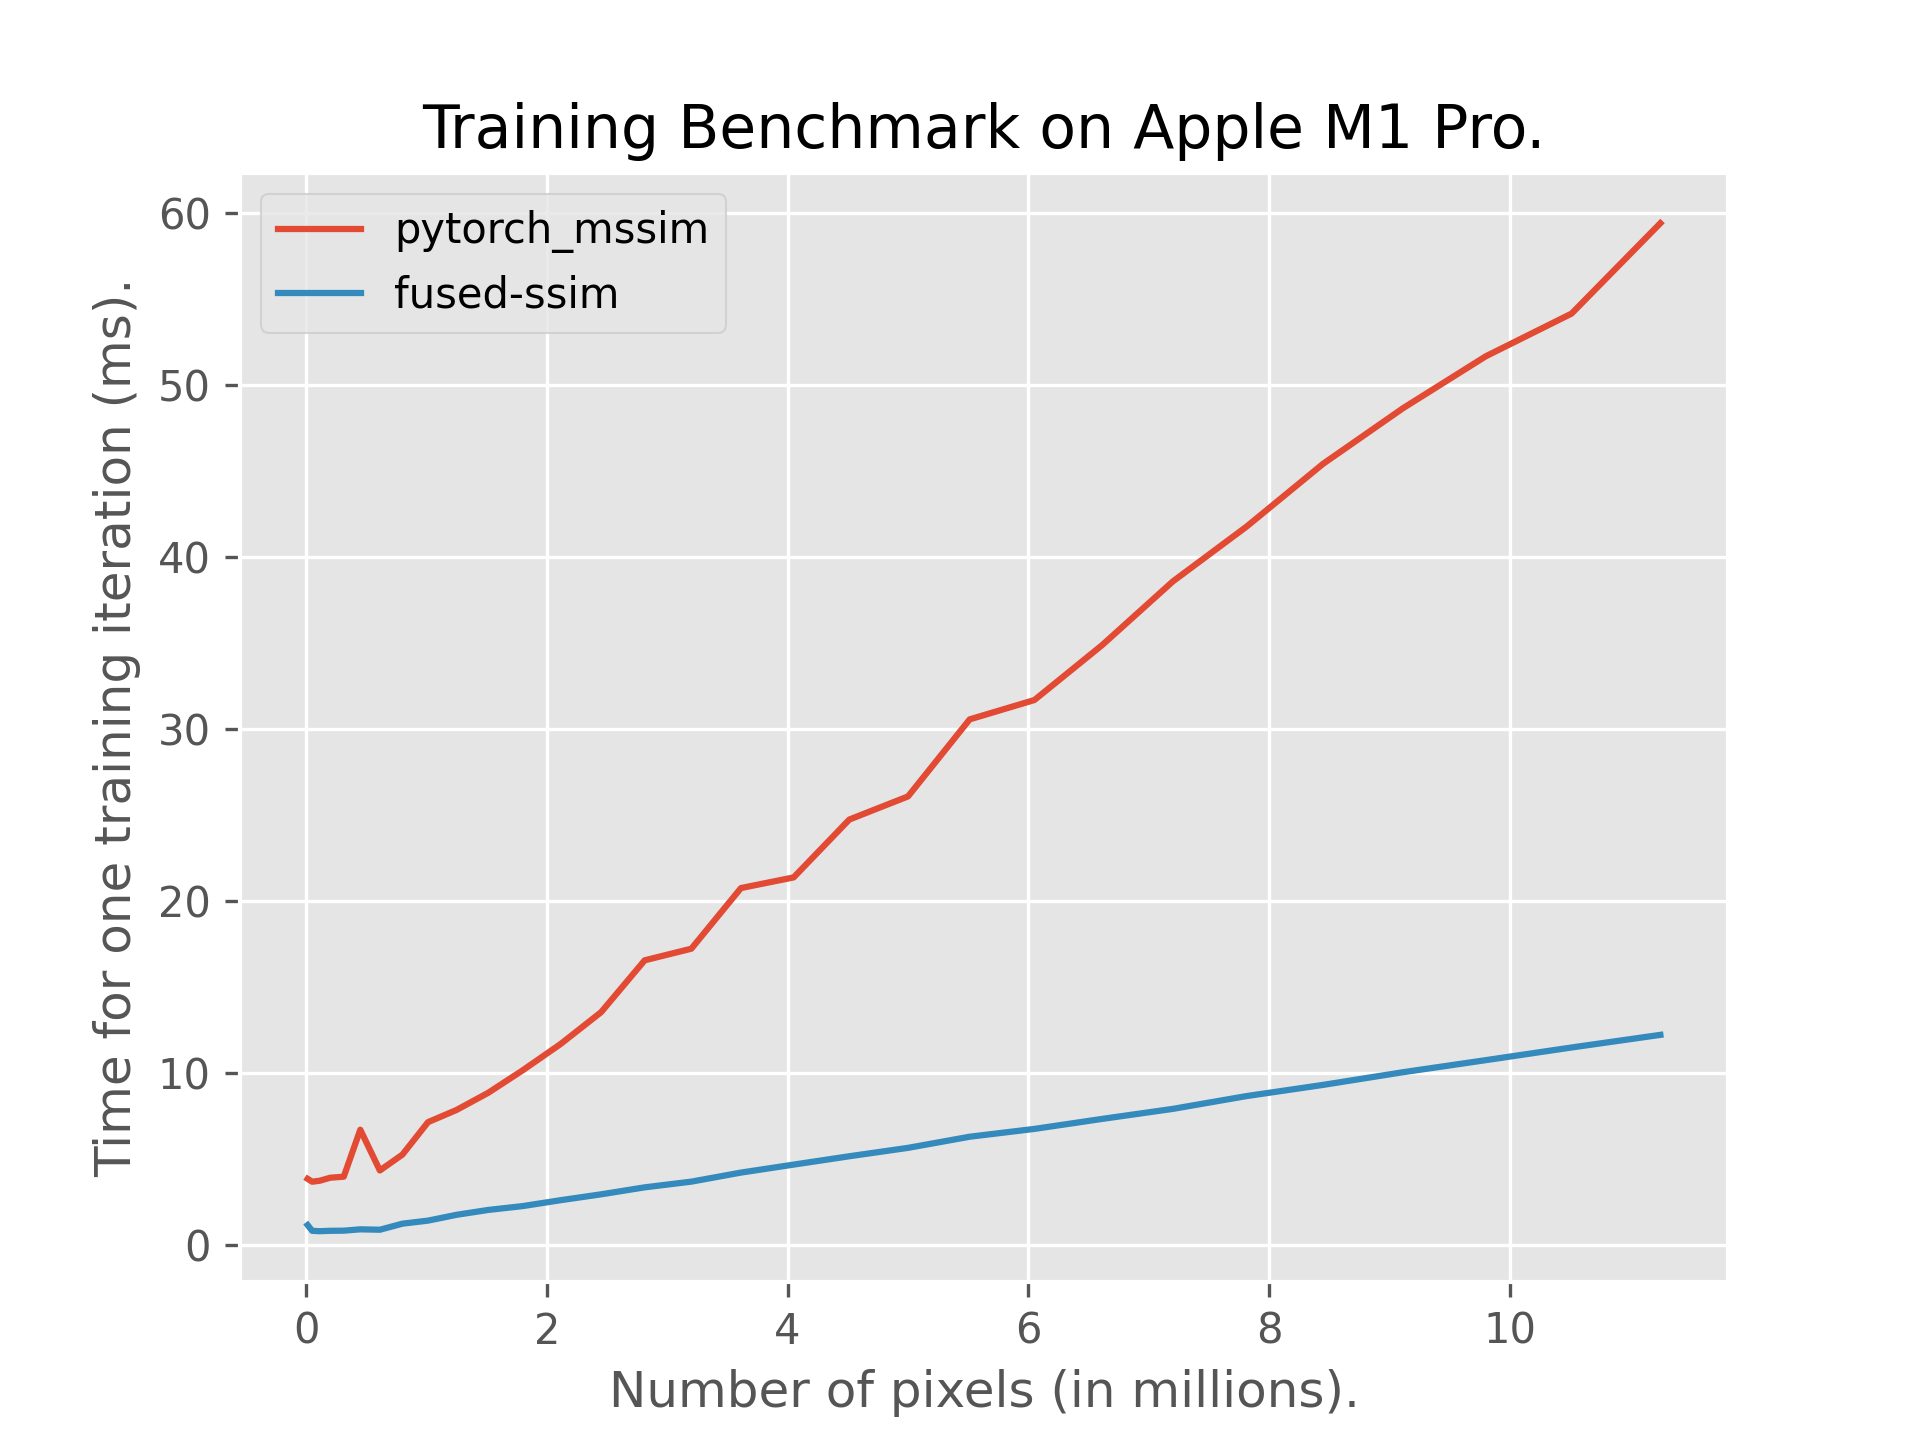 Training Benchmark on Apple M1 Pro.
pytorch_mssim
fused-ssim
Time for one training iteration (ms).
60
50
40
30
20
10
0
0 2 4 6 8 10
Number of pixels (in millions).